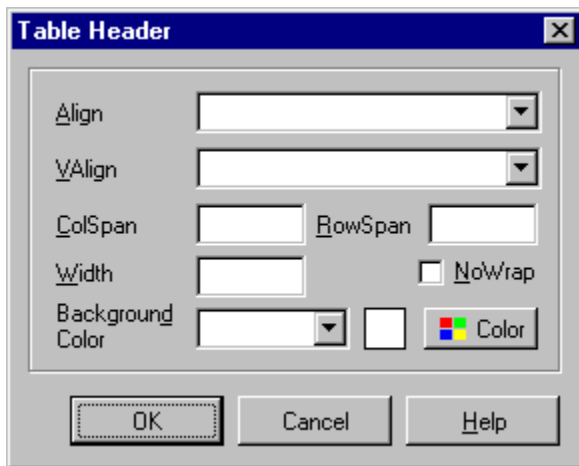 Table Header
Align
VAlign
ColSpan RowSpan
Width NoWrap
Background
Color
Color
OK Cancel Help